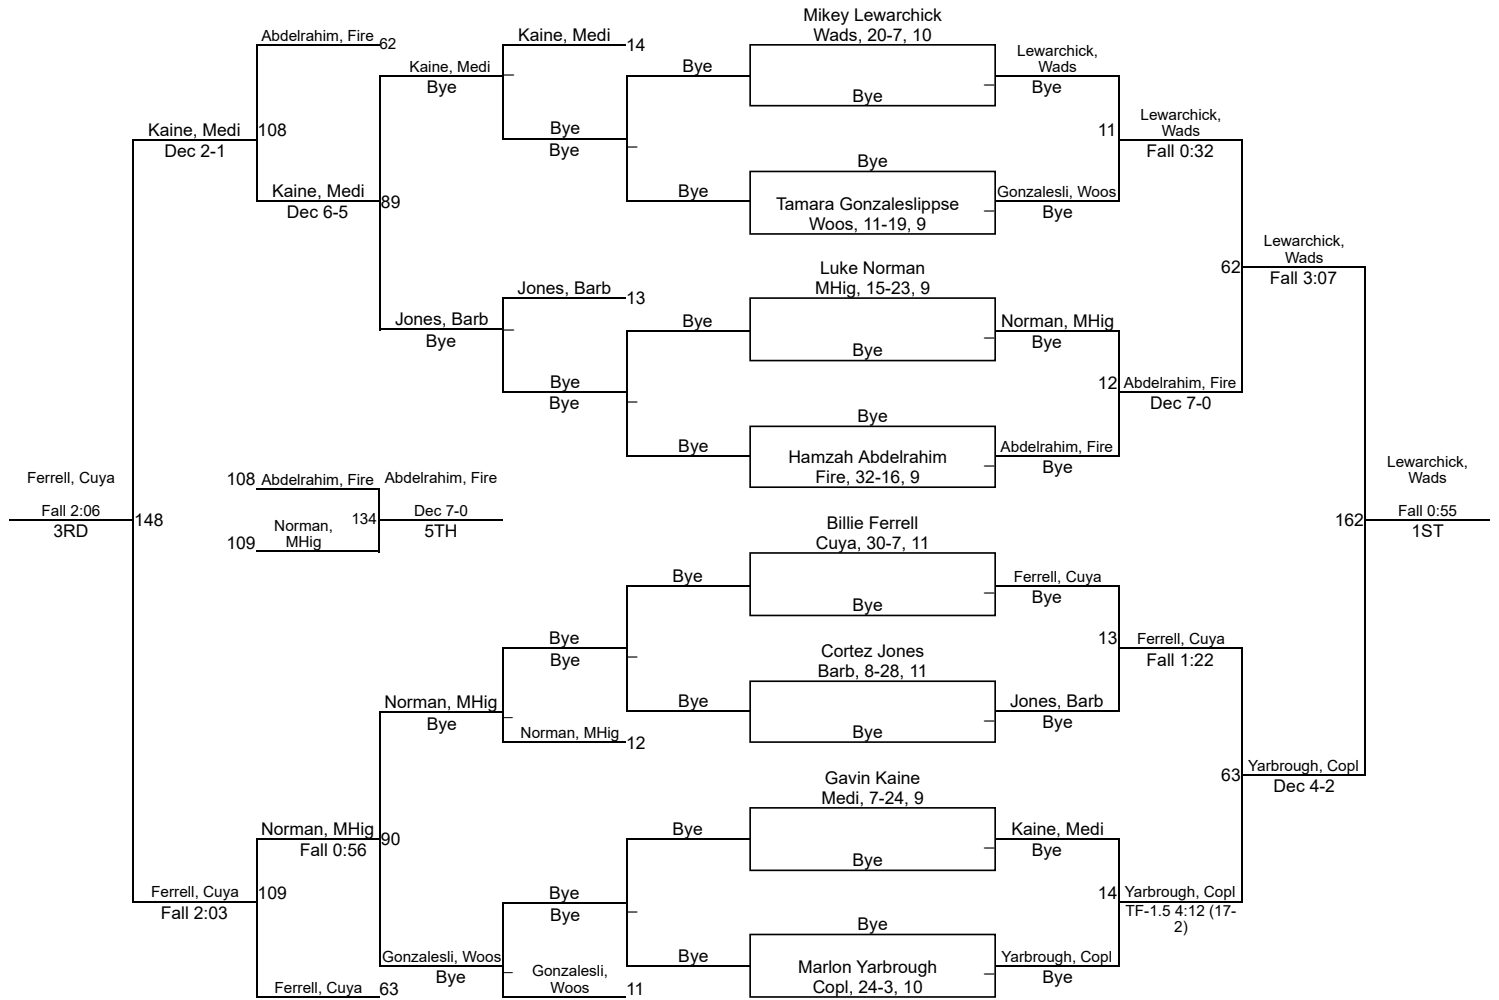 Mikey Lewarchick
Wads, 20-7, 10
Bye
Bye
Tamara Gonzaleslippse
Woos, 11-19, 9
Luke Norman
MHig, 15-23, 9
Bye
Bye
Hamzah Abdelrahim
Fire, 32-16, 9
Billie Ferrell
Cuya, 30-7, 11
Bye
Cortez Jones
Barb, 8-28, 11
Bye
Gavin Kaine
Medi, 7-24, 9
Bye
Bye
Marlon Yarbrough
Copl, 24-3, 10
Lewarchick,
Wads
Bye
11
Gonzalesli, Woos
Bye
Norman, MHig
Bye
12
Abdelrahim, Fire
Bye
Ferrell, Cuya
Bye
13
Jones, Barb
Bye
Kaine, Medi
Bye
14
Yarbrough, Copl
Bye
Lewarchick,
Wads
Fall 0:32
62
Abdelrahim, Fire
Dec 7-0
Ferrell, Cuya
Fall 1:22
63
Yarbrough, Copl
TF-1.5 4:12 (17-
2)
Lewarchick,
Wads
Fall 3:07
162
Yarbrough, Copl
Dec 4-2
Lewarchick,
Wads
Fall 0:55
1ST
Bye
Bye
Bye
Bye
Bye
Bye
Bye
Bye
Kaine, Medi
14
Bye
Bye
Jones, Barb
13
Bye
Bye
Bye
Bye
Norman, MHig
12
Bye
Bye
Gonzalesli,
Woos
11
Kaine, Medi
Bye
89
Jones, Barb
Bye
Norman, MHig
Bye
90
Gonzalesli, Woos
Bye
Abdelrahim, Fire
62
108
Kaine, Medi
Dec 6-5
Norman, MHig
Fall 0:56
109
Ferrell, Cuya
63
Kaine, Medi
Dec 2-1
148
Ferrell, Cuya
Fall 2:03
Ferrell, Cuya
Fall 2:06
3RD
108
Abdelrahim, Fire
134
109
Norman,
MHig
Abdelrahim, Fire
Dec 7-0
5TH